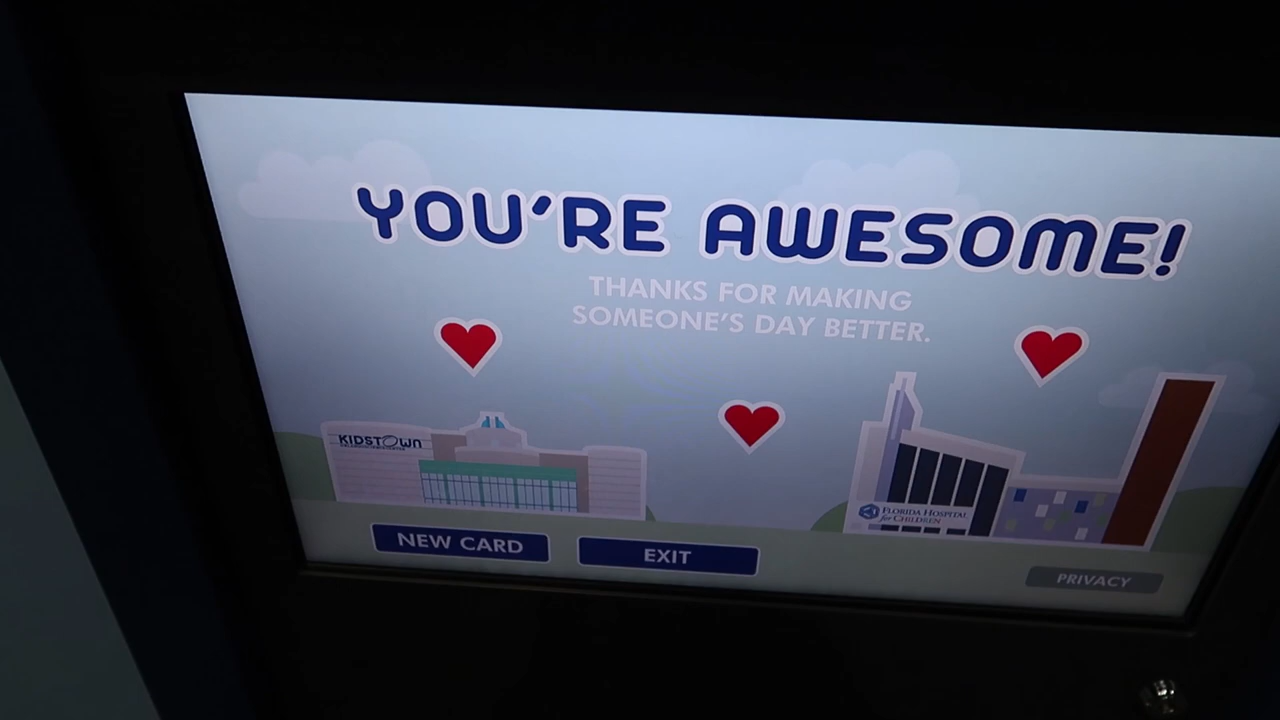 YOU'RE AWESOME!
THANKS FOR MAKING
SOMEONE'S DAY BETTER.
KIDSTOWN
FLORIDA HOSPITAL
for CHILDREN
NEW CARD
EXIT
PRIVACY